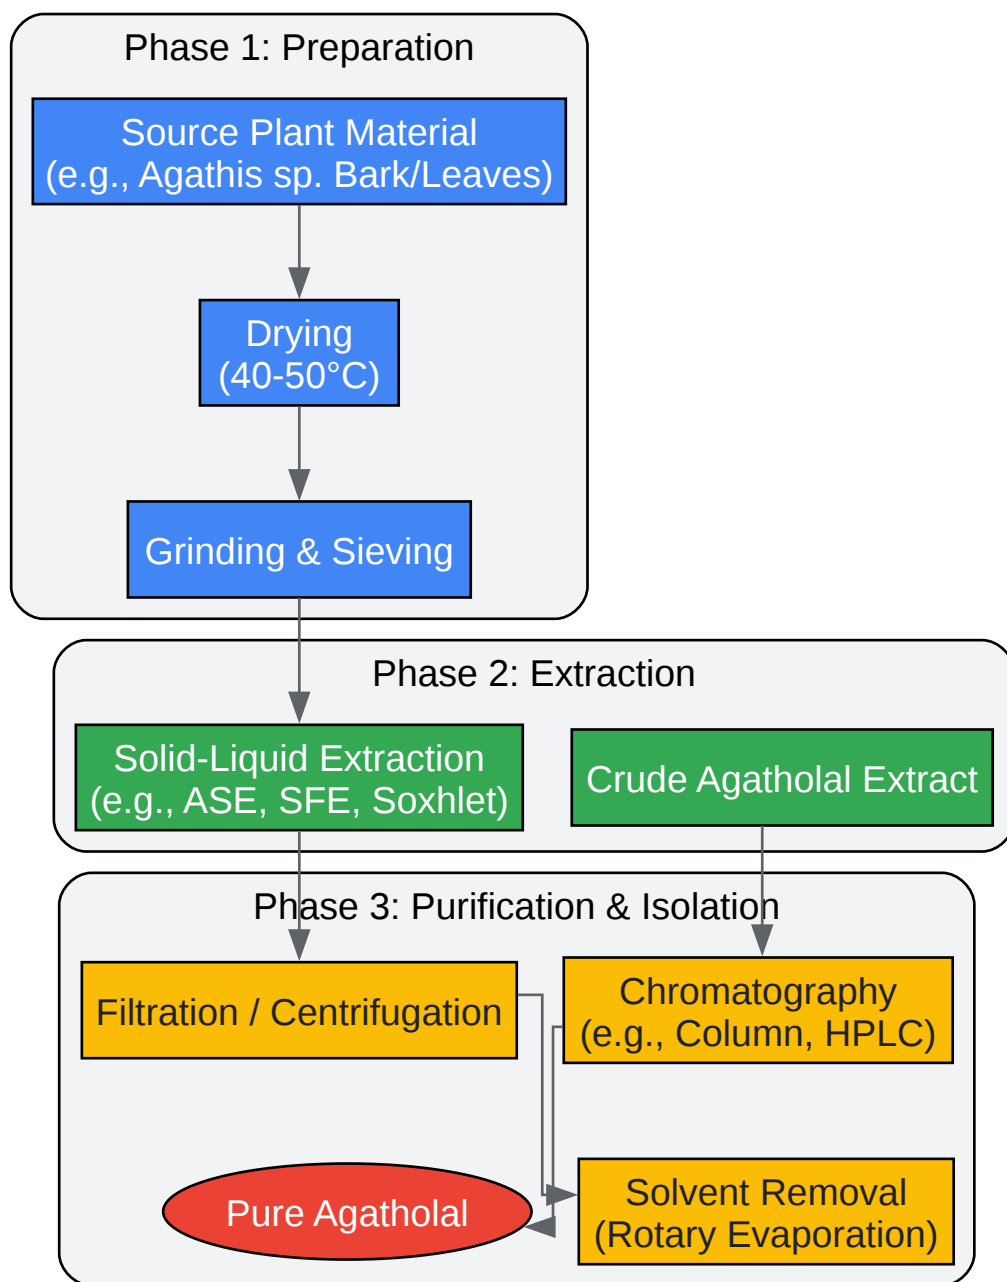 Phase 1: Preparation
Source Plant Material
(e.g., Agathis sp. Bark/Leaves)
Drying
(40-50°C)
Grinding & Sieving
Phase 2: Extraction
Solid-Liquid Extraction
(e.g., ASE, SFE, Soxhlet)
Crude Agatholal Extract
Phase 3: Purification & Isolation
Filtration / Centrifugation
Chromatography
(e.g., Column, HPLC)
Pure Agatholal
Solvent Removal
(Rotary Evaporation)